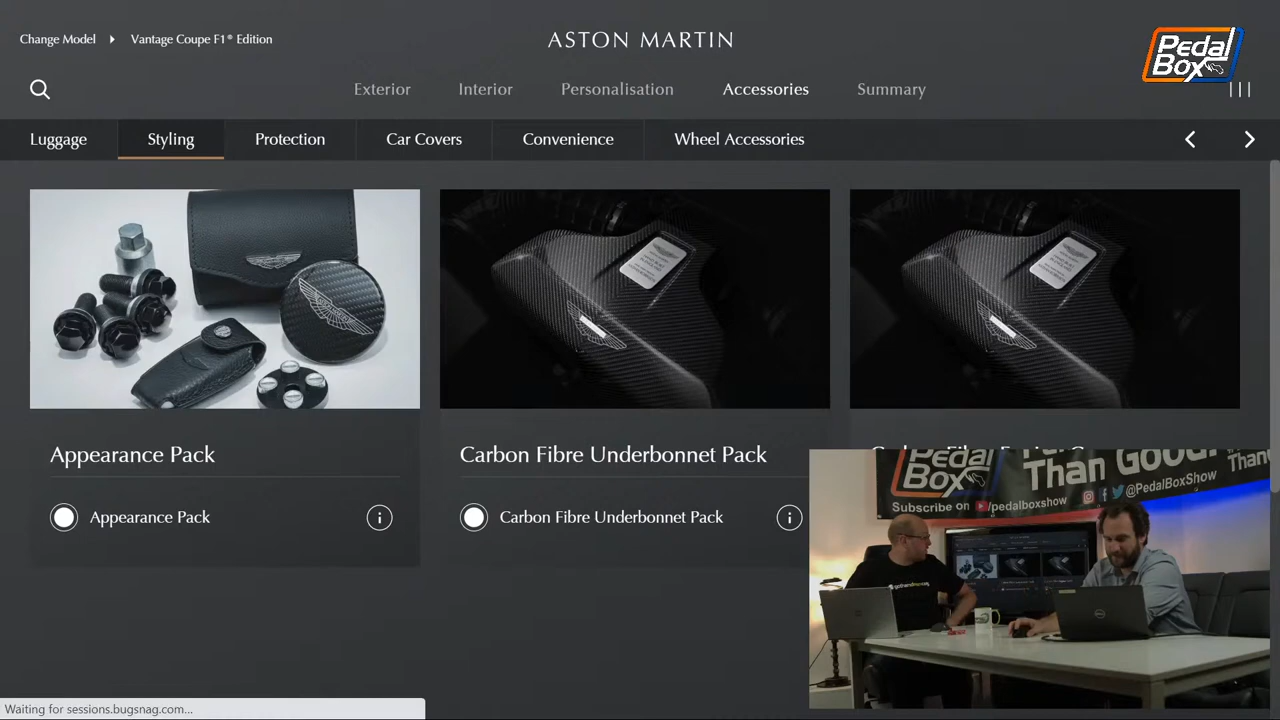 Change Model
Vantage Coupe F1® Edition
ASTON MARTIN
Pedal
Box
Exterior
Interior
Personalisation
Accessories
Summary
Luggage
Styling
Protection
Car Covers
Convenience
Wheel Accessories
Appearance Pack
Carbon Fibre Underbonnet Pack
Appearance Pack
Carbon Fibre Underbonnet Pack
Pedal
Box
Than Good
Subscribe on /pedalboxshow
@PedalBoxShow
Waiting for sessions.bugsnag.com...